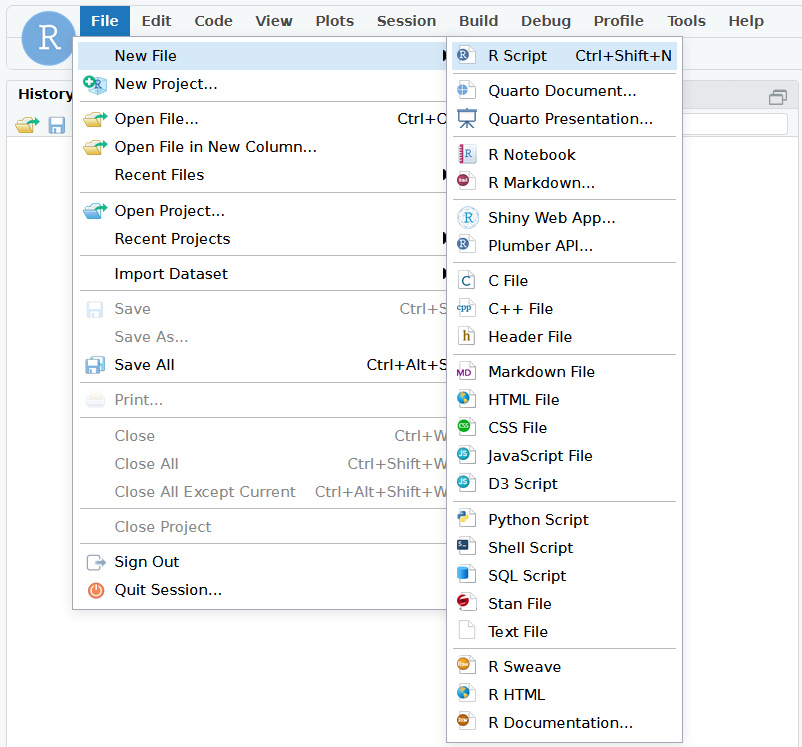 R File Edit Code View Plots Session Build Debug Profile Tools Help
History
New File
New Project...
Open File... Ctrl+O
Open File in New Column...
Recent Files
Open Project...
Recent Projects
Import Dataset
Save Ctrl+S
Save As...
Save All Ctrl+Alt+S
Print...
Close Ctrl+W
Close All Ctrl+Shift+W
Close All Except Current Ctrl+Alt+Shift+W
Close Project
Sign Out
Quit Session...
R Script Ctrl+Shift+N
Quarto Document...
Quarto Presentation...
R Notebook
R Markdown...
Shiny Web App...
Plumber API...
C File
C++ File
Header File
Markdown File
HTML File
CSS File
JavaScript File
D3 Script
Python Script
Shell Script
SQL Script
Stan File
Text File
R Sweave
R HTML
R Documentation...